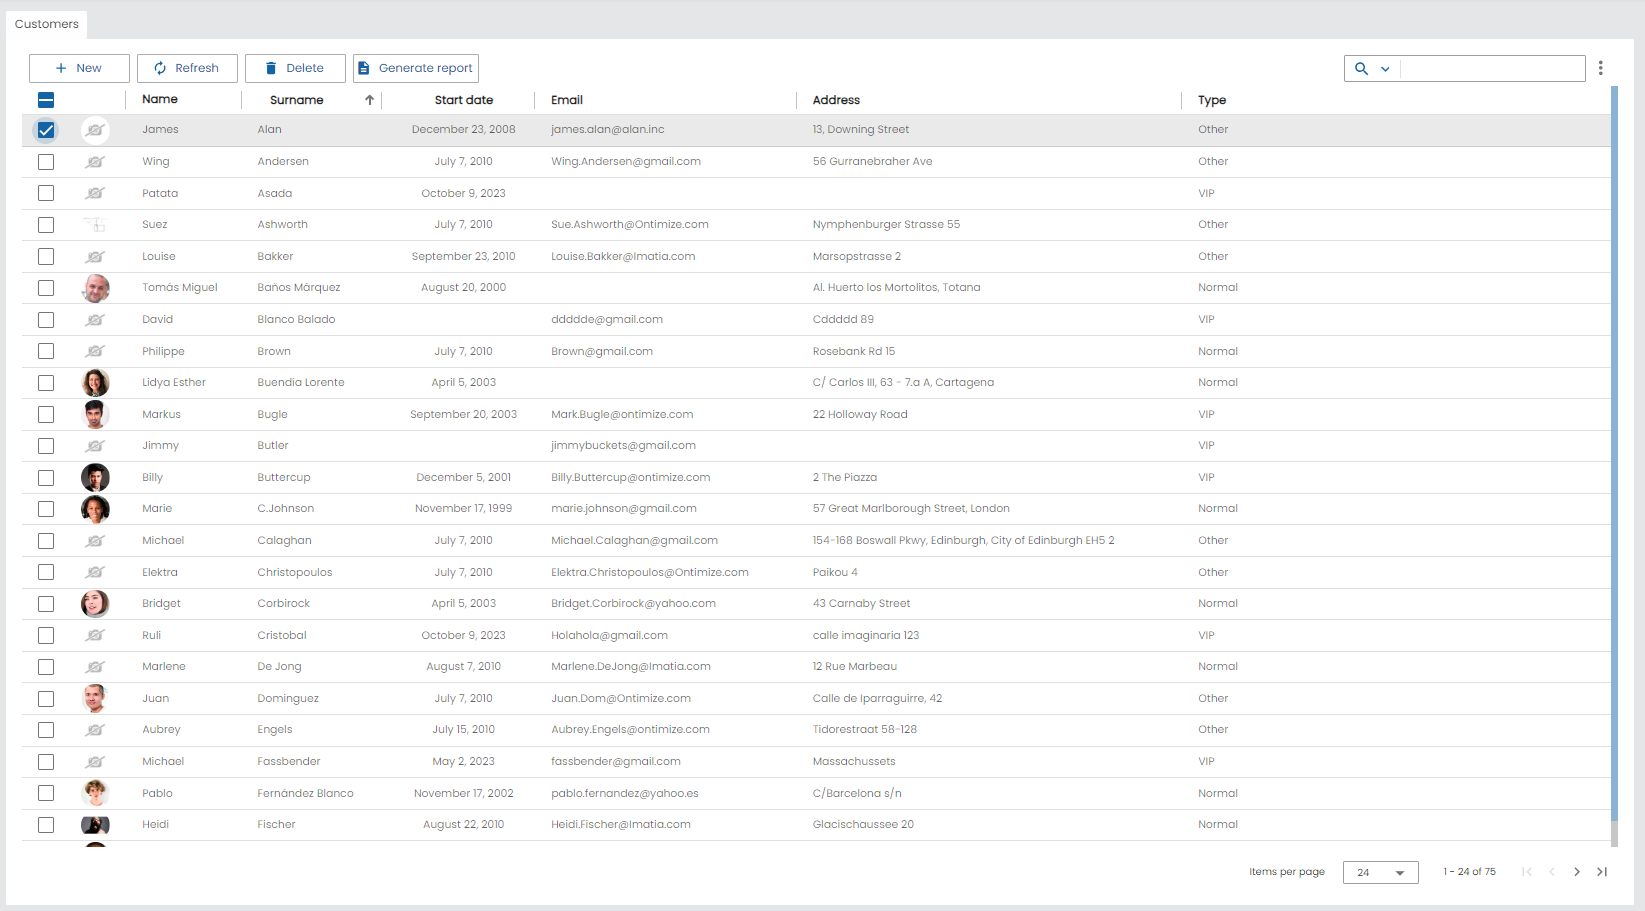 Customers
New Refresh Delete Generate report
Name Surname Start date Email Address Type
James Alan December 23, 2008 james.alan@alan.inc 13, Downing Street Other
Wing Andersen July 7, 2010 Wing.Andersen@gmail.com 56 Gurranebraher Ave Other
Patata Asada October 9, 2023 VIP
Suez Ashworth July 7, 2010 Sue.Ashworth@Ontimize.com Nymphenburger Strasse 55 Other
Louise Bakker September 23, 2010 Louise.Bakker@Imatia.com Marsopstrasse 2 Other
Tomás Miguel Baños Márquez August 20, 2000 Al. Huerto los Mortolitos, Totana Normal
David Blanco Balado ddddde@gmail.com Cddddd 89 VIP
Philippe Brown July 7, 2010 Brown@gmail.com Rosebank Rd 15 Normal
Lidya Esther Buendía Lorente April 5, 2003 C/ Carlos III, 63 - 7.a A, Cartagena Normal
Markus Bugle September 20, 2003 Mark.Bugle@ontimize.com 22 Holloway Road VIP
Jimmy Butler jimmybuckets@gmail.com VIP
Billy Buttercup December 5, 2001 Billy.Buttercup@ontimize.com 2 The Piazza VIP
Marie C.Johnson November 17, 1999 marie.johnson@gmail.com 57 Great Marlborough Street, London Normal
Michael Calaghan July 7, 2010 Michael.Calaghan@gmail.com 154-168 Boswall Pkwy, Edinburgh, City of Edinburgh EH5 2 Other
Elektra Christopoulos July 7, 2010 Elektra.Christopoulos@Ontimize.com Paikou 4 Other
Bridget Corbirock April 5, 2003 Bridget.Corbirock@yahoo.com 43 Carnaby Street Normal
Ruli Cristobal October 9, 2023 Holahola@gmail.com calle imaginaria 123 VIP
Marlene De Jong August 7, 2010 Marlene.DeJong@Imatia.com 12 Rue Marbeau Normal
Juan Domínguez July 7, 2010 Juan.Dom@Ontimize.com Calle de Iparraguirre, 42 Other
Aubrey Engels July 15, 2010 Aubrey.Engels@ontimize.com Tidorestraat 58-128 Other
Michael Fassbender May 2, 2023 fassbender@gmail.com Massachussets VIP
Pablo Fernández Blanco November 17, 2002 pablo.fernandez@yahoo.es C/Barcelona s/n Normal
Heidi Fischer August 22, 2010 Heidi.Fischer@Imatia.com Glacischaussee 20 Normal
Items per page 24 1 - 24 of 75